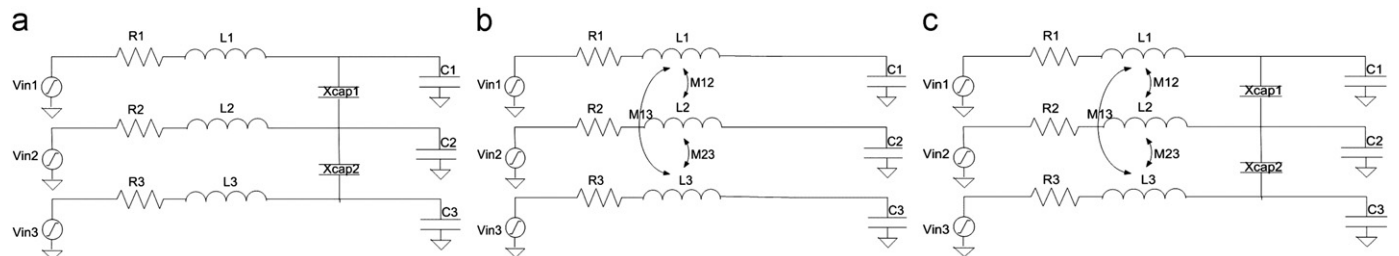 a
R1
L1
Vin1
Xcap1
C1
R2
L2
Vin2
C2
Xcap2
R3
L3
Vin3
C3
b
R1
L1
Vin1
M12
C1
R2
M13
L2
Vin2
M23
C2
R3
L3
Vin3
C3
c
R1
L1
Vin1
M12
Xcap1
C1
R2
M13
L2
Vin2
M23
C2
Xcap2
R3
L3
Vin3
C3